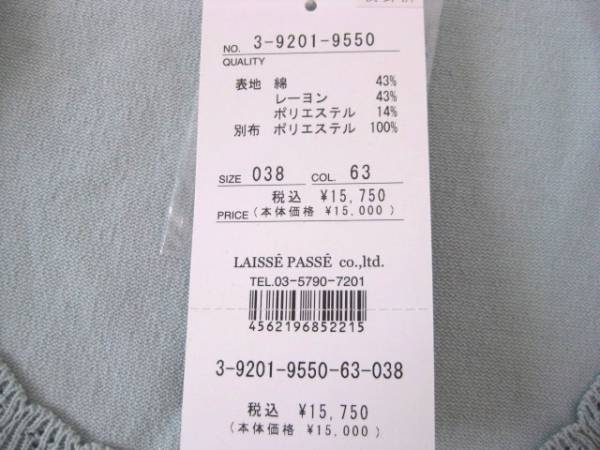 NO. 3-9201-9550
QUALITY
表地 綿 43%
レーヨン 43%
ポリエステル 14%
別布 ポリエステル 100%
SIZE 038 COL. 63
税込 ¥15,750
PRICE (本体価格 ¥15,000)
LAISSÉ PASSÉ co.,ltd.
TEL.03-5790-7201
4562196852215
3-9201-9550-63-038
税込 ¥15,750
(本体価格 ¥15,000)